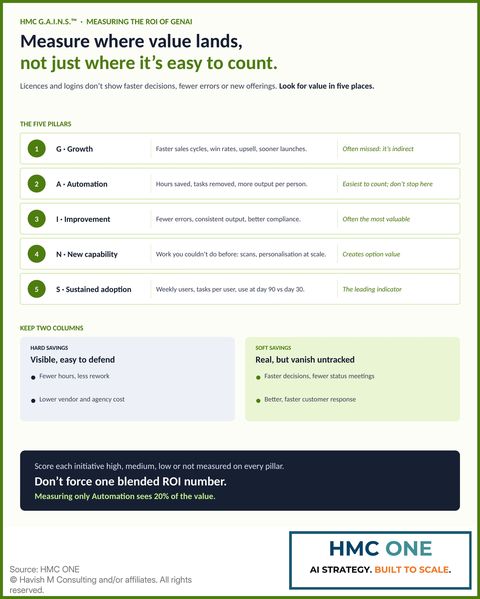 HMC G.A.I.N.S.™ · MEASURING THE ROI OF GENAI
Measure where value lands,
not just where it's easy to count.
Licences and logins don't show faster decisions, fewer errors or new offerings. Look for value in five places.
THE FIVE PILLARS
1 G · Growth Faster sales cycles, win rates, upsell, sooner launches. Often missed: it's indirect
2 A · Automation Hours saved, tasks removed, more output per person. Easiest to count; don't stop here
3 I · Improvement Fewer errors, consistent output, better compliance. Often the most valuable
4 N · New capability Work you couldn't do before: scans, personalisation at scale. Creates option value
5 S · Sustained adoption Weekly users, tasks per user, use at day 90 vs day 30. The leading indicator
KEEP TWO COLUMNS
HARD SAVINGS
Visible, easy to defend
• Fewer hours, less rework
• Lower vendor and agency cost
SOFT SAVINGS
Real, but vanish untracked
• Faster decisions, fewer status meetings
• Better, faster customer response
Score each initiative high, medium, low or not measured on every pillar.
Don't force one blended ROI number.
Measuring only Automation sees 20% of the value.
HMC ONE
AI STRATEGY. BUILT TO SCALE.
Source: HMC ONE
© Havish M Consulting and/or affiliates. All rights
reserved.